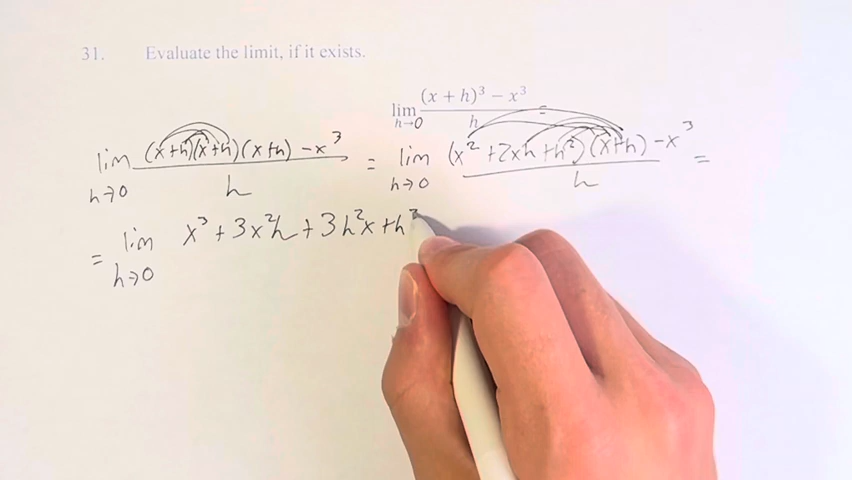 31. Evaluate the limit, if it exists.
lim h→0 (x + h)³ − x³ / h =
lim h→0 (x+h)(x+h)(x+h) − x³ / h = lim h→0 (x² + 2xh + h²)(x+h) − x³ / h =
= lim h→0 x³ + 3x²h + 3h²x + h³